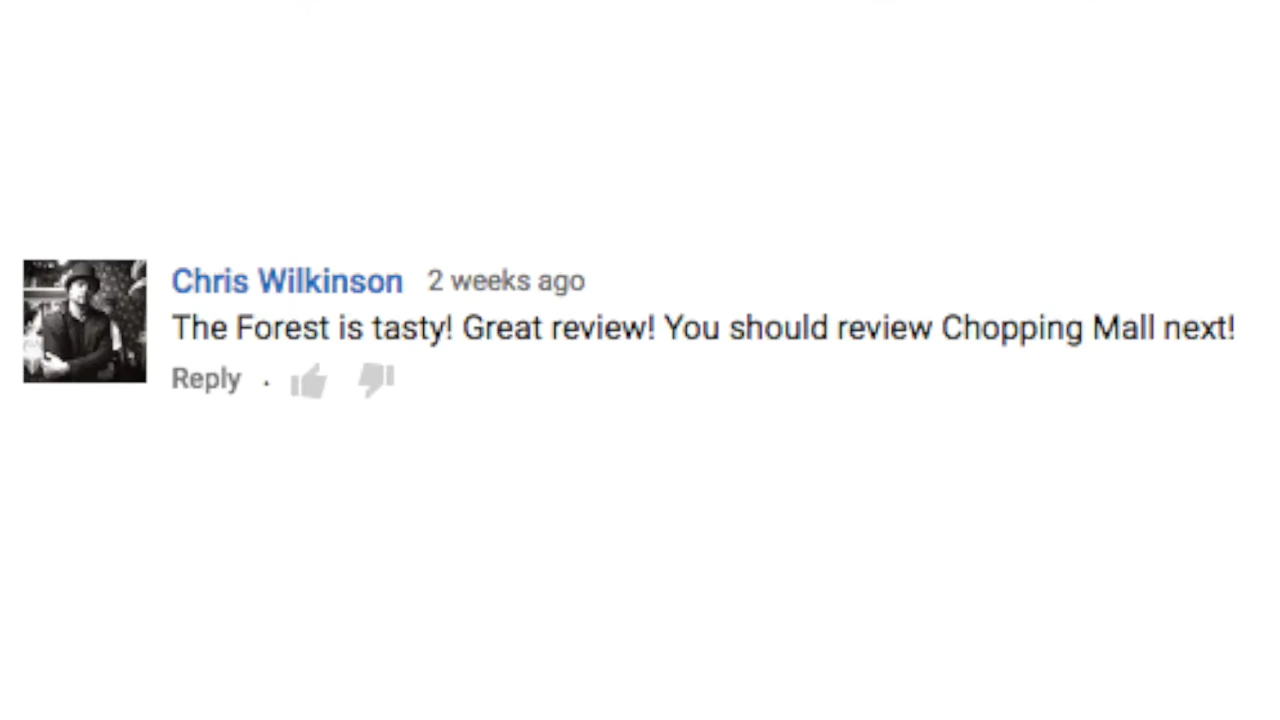 Chris Wilkinson 2 weeks ago
The Forest is tasty! Great review! You should review Chopping Mall next!
Reply .